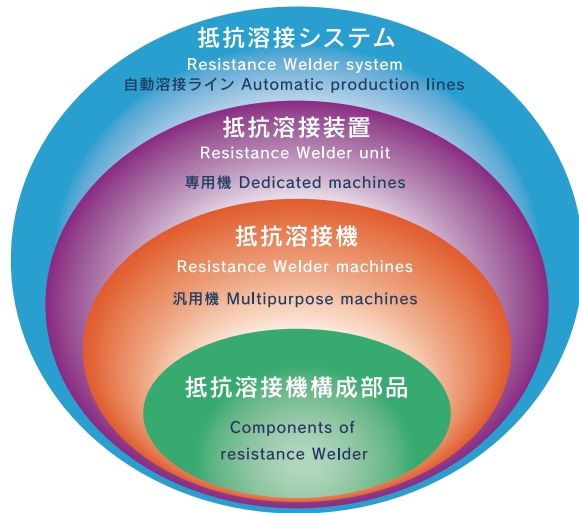 抵抗溶接システム
Resistance Welder system
自動溶接ライン Automatic production lines
抵抗溶接装置
Resistance Welder unit
専用機 Dedicated machines
抵抗溶接機
Resistance Welder machines
汎用機 Multipurpose machines
抵抗溶接機構成部品
Components of
resistance Welder